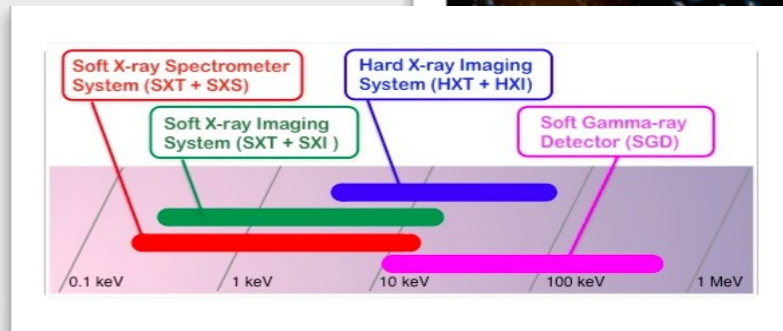 Soft X-ray Spectrometer
System (SXT + SXS)
Hard X-ray Imaging
System (HXT + HXI)
Soft X-ray Imaging
System (SXT + SXI )
Soft Gamma-ray
Detector (SGD)
0.1 keV
1 keV
10 keV
100 keV
1 MeV